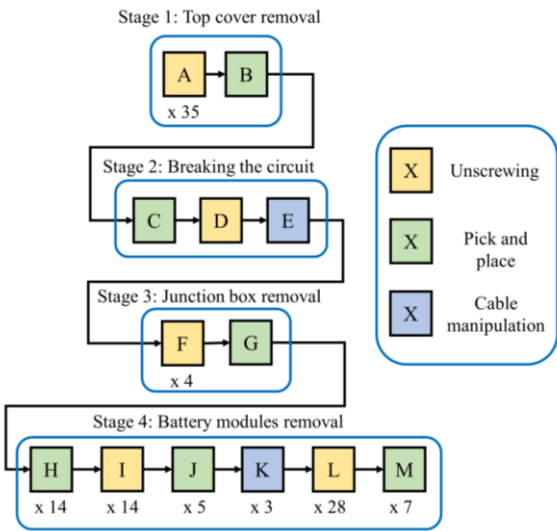 Stage 1: Top cover removal
A
B
x 35
Stage 2: Breaking the circuit
C
D
E
Stage 3: Junction box removal
F
G
x 4
Stage 4: Battery modules removal
H
I
J
K
L
M
x 14
x 14
x 5
x 3
x 28
x 7
X
Unscrewing
X
Pick and
place
X
Cable
manipulation